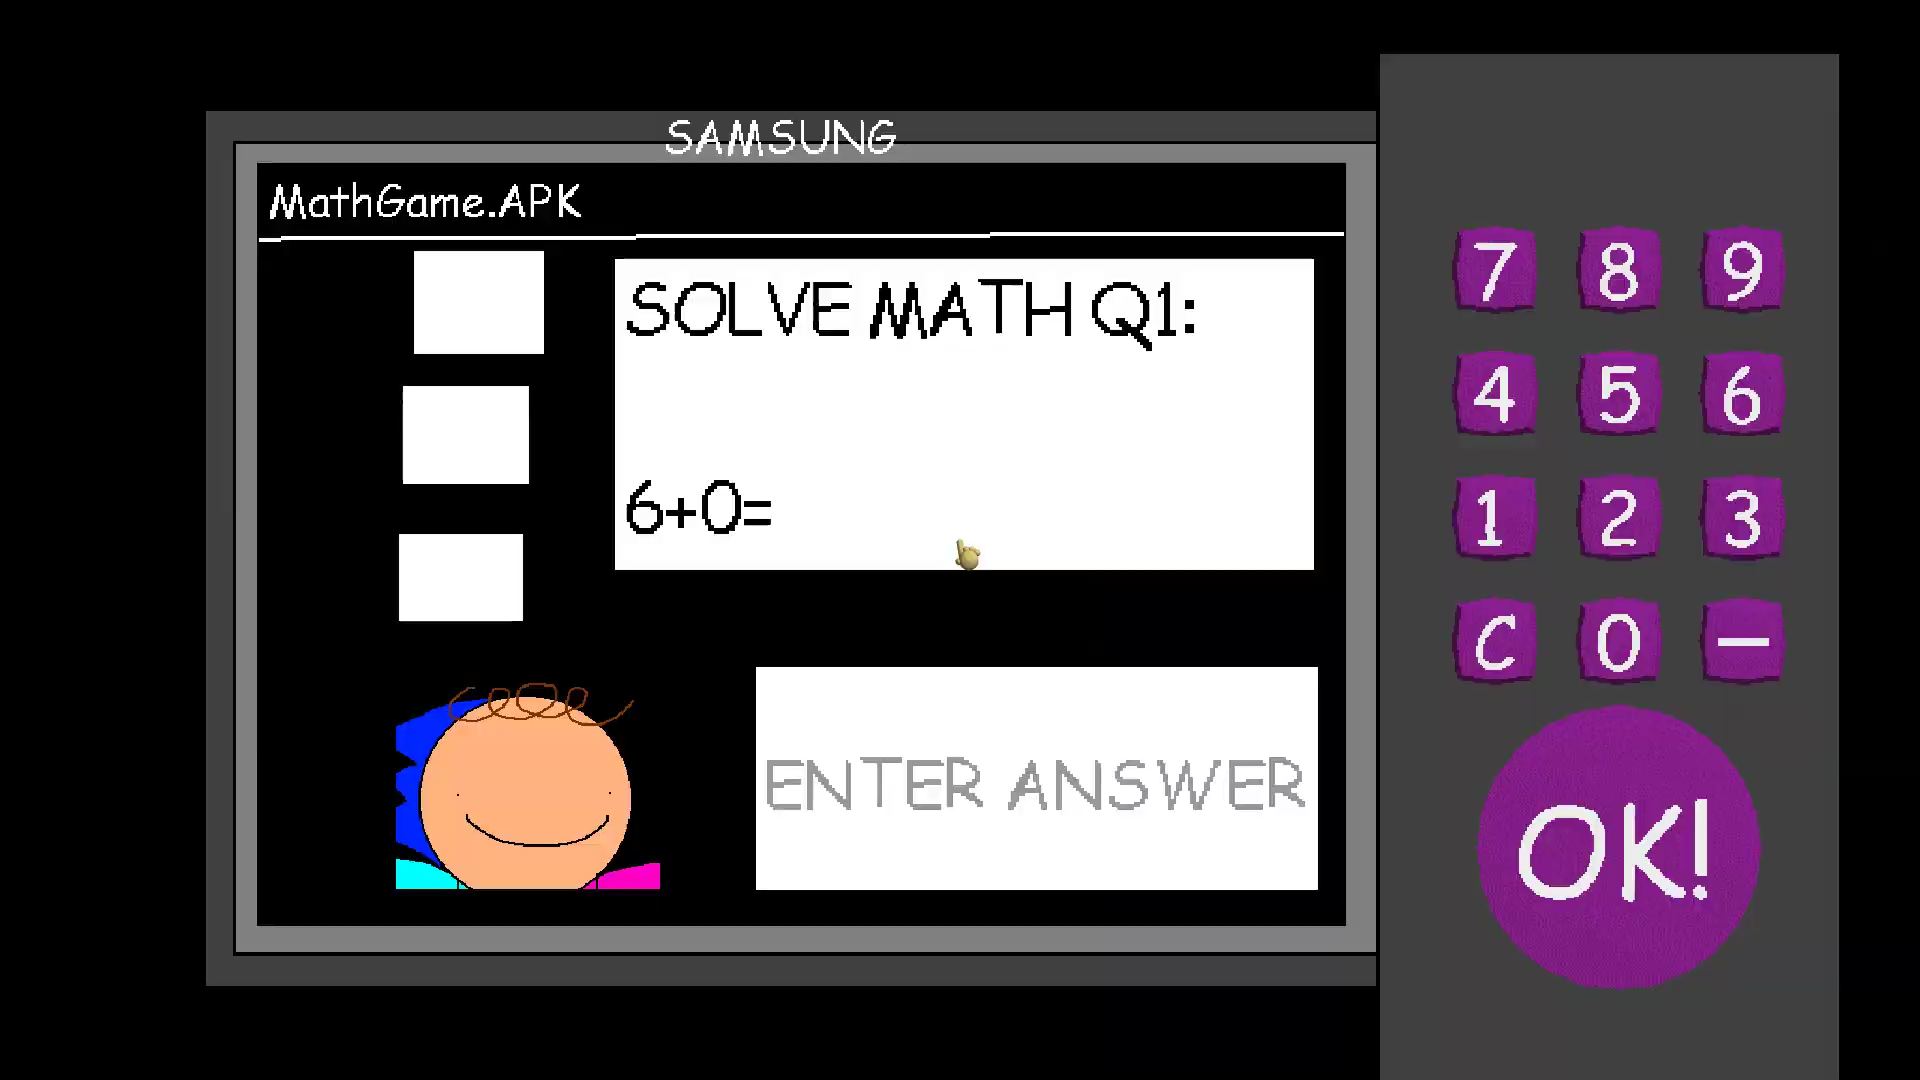 SAMSUNG
MathGame.APK
SOLVE MATH Q1:
6+0=
ENTER ANSWER
7 8 9
4 5 6
1 2 3
C 0 —
OK!